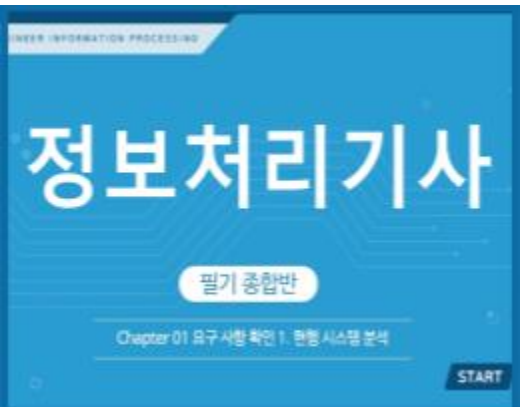 INEER INFORMATION PROCESSING
정보처리기사
필기 종합반
Chapter 01 요구 사항 확인 1. 현행 시스템 분석
START